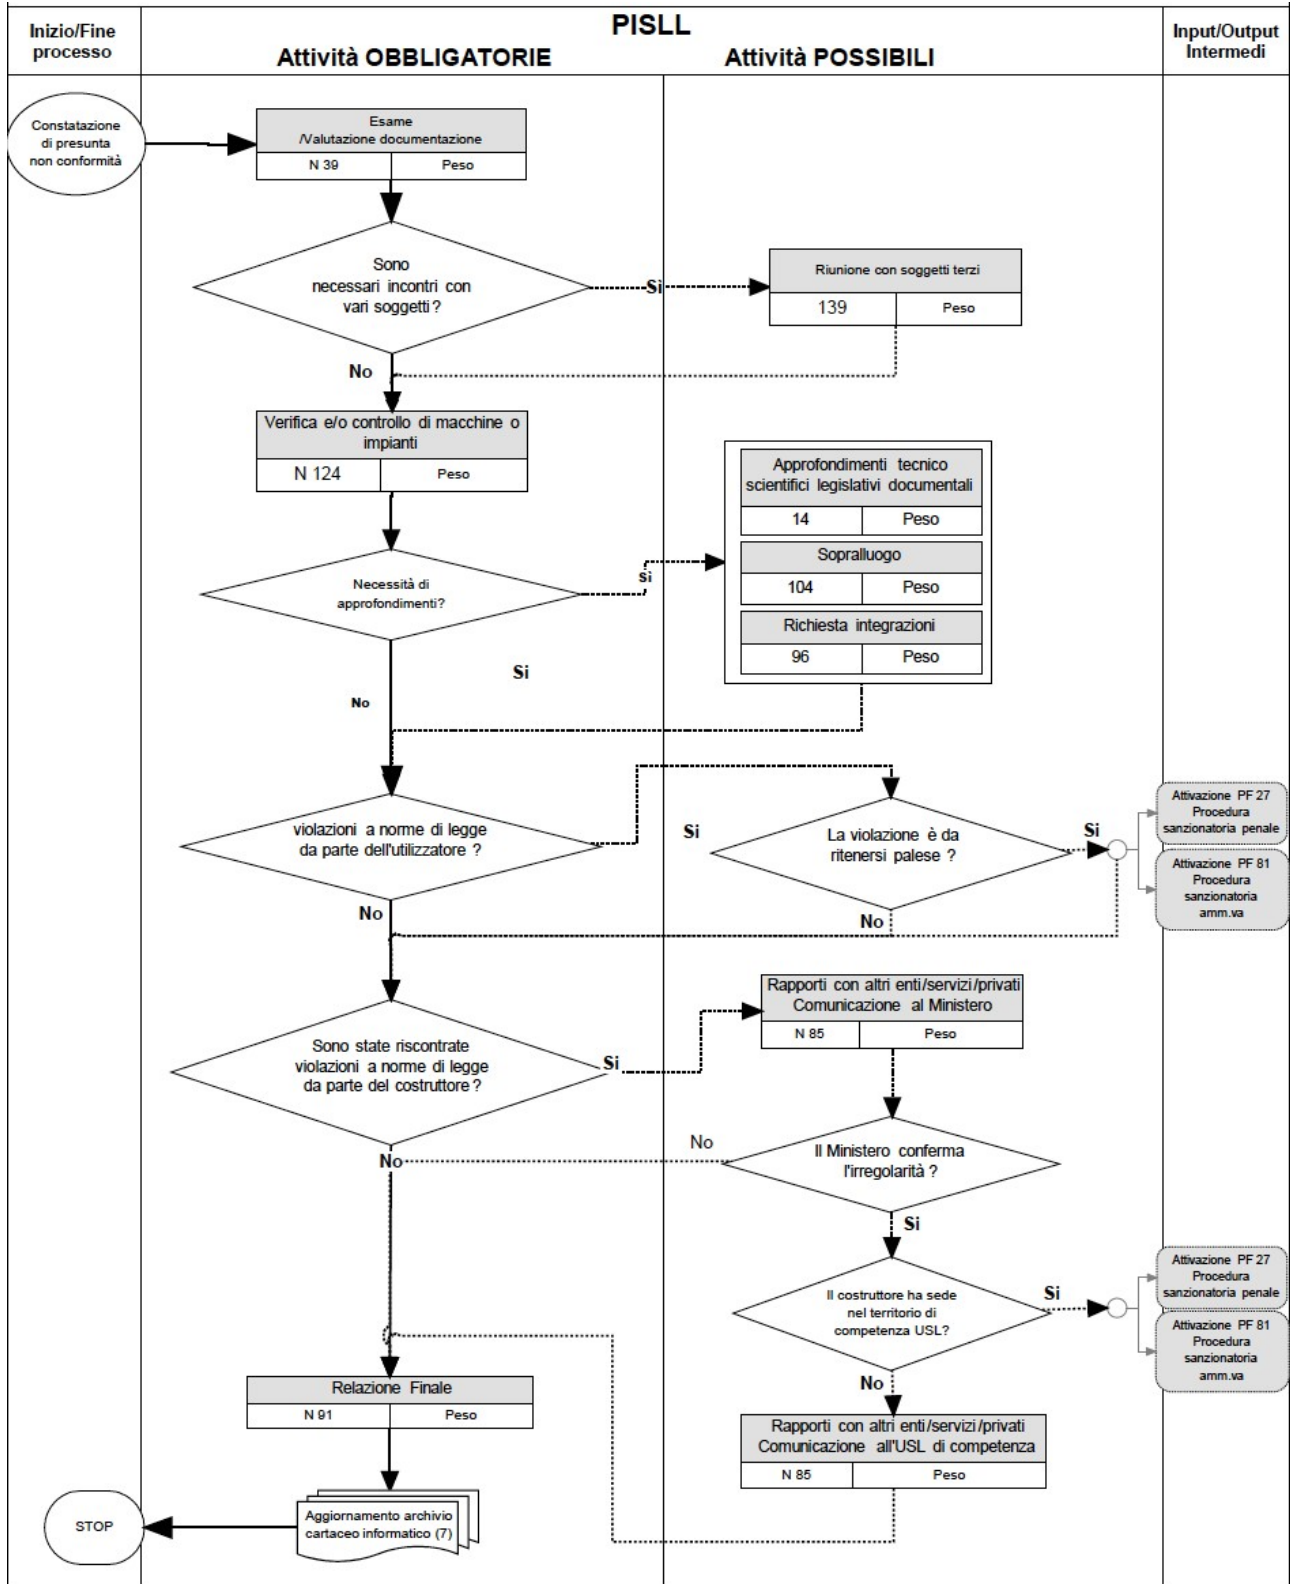 Inizio/Fine
processo
PISLL
Attività OBBLIGATORIE
Attività POSSIBILI
Input/Output
Intermedi
Constatazione
di presunta
non conformità
Esame
/Valutazione documentazione
N 39
Peso
Sono
necessari incontri con
vari soggetti ?
Si
Riunione con soggetti terzi
139
Peso
No
Verifica e/o controllo di macchine o
impianti
N 124
Peso
Approfondimenti tecnico
scientifici legislativi documentali
14
Peso
Sopralluogo
104
Peso
Richiesta integrazioni
96
Peso
Necessità di
approfondimenti?
sì
Si
No
violazioni a norme di legge
da parte dell'utilizzatore ?
Si
La violazione è da
ritenersi palese ?
Si
Attivazione PF 27
Procedura
sanzionatoria penale
Attivazione PF 81
Procedura
sanzionatoria
amm.va
No
No
Sono state riscontrate
violazioni a norme di legge
da parte del costruttore ?
Si
Rapporti con altri enti/servizi/privati
Comunicazione al Ministero
N 85
Peso
No
No
Il Ministero conferma
l'irregolarità ?
Si
Il costruttore ha sede
nel territorio di
competenza USL?
Si
Attivazione PF 27
Procedura
sanzionatoria penale
Attivazione PF 81
Procedura
sanzionatoria
amm.va
No
Relazione Finale
N 91
Peso
Rapporti con altri enti/servizi/privati
Comunicazione all'USL di competenza
N 85
Peso
STOP
Aggiornamento archivio
cartaceo informatico (7)